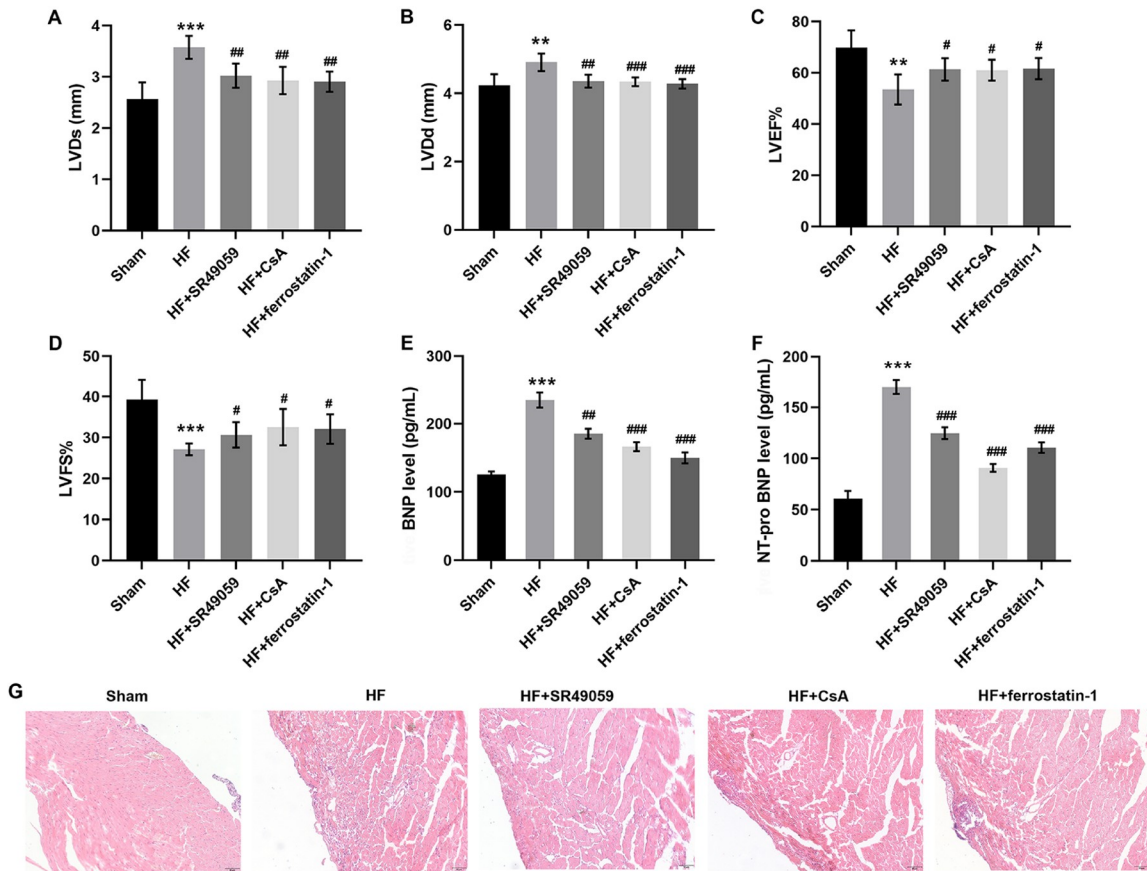 A
LVDs (mm)
4
3
2
1
0
***
##
##
##
Sham
HF
HF+SR49059
HF+CsA
HF+ferrostatin-1
B
LVDd (mm)
6
4
2
0
**
##
###
###
Sham
HF
HF+SR49059
HF+CsA
HF+ferrostatin-1
C
LVEF%
80
60
40
20
0
**
#
#
#
Sham
HF
HF+SR49059
HF+CsA
HF+ferrostatin-1
D
LVFS%
50
40
30
20
10
0
***
#
#
#
Sham
HF
HF+SR49059
HF+CsA
HF+ferrostatin-1
E
BNP level (pg/mL)
300
200
100
0
***
##
###
###
Sham
HF
HF+SR49059
HF+CsA
HF+ferrostatin-1
F
NT-pro BNP level (pg/mL)
200
150
100
50
0
***
###
###
###
Sham
HF
HF+SR49059
HF+CsA
HF+ferrostatin-1
G
Sham
HF
HF+SR49059
HF+CsA
HF+ferrostatin-1